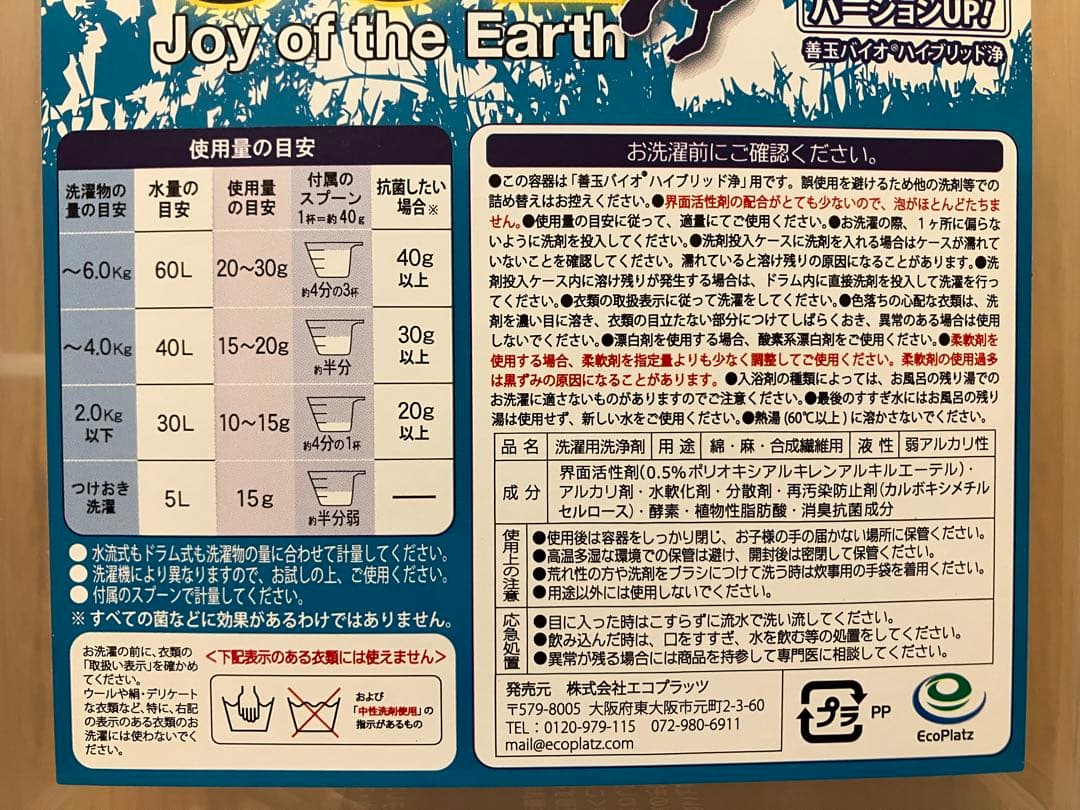 Joy of the Earth
バージョンUP!
善玉バイオ®ハイブリッド浄
使用量の目安
洗濯物の量の目安 水量の目安 使用量の目安 付属のスプーン 1杯=約40g 抗菌したい場合※
～6.0Kg 60L 20～30g 約4分の3杯 40g以上
～4.0Kg 40L 15～20g 約半分 30g以上
2.0Kg以下 30L 10～15g 約4分の1杯 20g以上
つけおき洗濯 5L 15g 約半分弱 ―
●水流式もドラム式も洗濯物の量に合わせて計量してください。
●洗濯機により異なりますので、お試しの上、ご使用ください。
●付属のスプーンで計量してください。
※すべての菌などに効果があるわけではありません。
お洗濯の前に、衣類の
「取扱い表示」を確かめ
てください。
ウールや絹・デリケート
な衣類など、特に、右記
の表示のある衣類のお
洗濯には使わないでく
ださい。
<下記表示のある衣類には使えません>
および
「中性洗剤使用」の
指示があるもの
お洗濯前にご確認ください。
●この容器は「善玉バイオ®ハイブリッド浄」用です。誤使用を避けるため他の洗剤等での
詰め替えはお控えください。●界面活性剤の配合がとても少ないので、泡がほとんどたちま
せん。●使用量の目安に従って、適量にてご使用ください。●お洗濯の際、1ヶ所に偏らな
いように洗剤を投入してください。●洗剤投入ケースに洗剤を入れる場合はケースが濡れて
いないことを確認してください。濡れていると溶け残りの原因になることがあります。●洗
剤投入ケース内に溶け残りが発生する場合は、ドラム内に直接洗剤を投入して洗濯を行っ
てください。●衣類の取扱表示に従って洗濯をしてください。●色落ちの心配な衣類は、洗
剤を濃い目に溶き、衣類の目立たない部分につけてしばらくおき、異常のある場合は使用
しないでください。●漂白剤を使用する場合、酸素系漂白剤をご使用ください。●柔軟剤を
使用する場合、柔軟剤を指定量よりも少なく調整してご使用ください。柔軟剤の使用過多
は黒ずみの原因になることがあります。●入浴剤の種類によっては、お風呂の残り湯での
お洗濯に適さないものがありますのでご注意ください。●最後のすすぎ水にはお風呂の残り
湯は使用せず、新しい水をご使用ください。●熱湯(60℃以上)に溶かさないでください。
品名 洗濯用洗浄剤 用途 綿・麻・合成繊維用 液性 弱アルカリ性
成分 界面活性剤(0.5%ポリオキシアルキレンアルキルエーテル)・
アルカリ剤・水軟化剤・分散剤・再汚染防止剤(カルボキシメチル
セルロース)・酵素・植物性脂肪酸・消臭抗菌成分
使用上の注意
●使用後は容器をしっかり閉じ、お子様の手の届かない場所に保管ください。
●高温多湿な環境での保管は避け、開封後は密閉して保管ください。
●荒れ性の方や洗剤をブラシにつけて洗う時は炊事用の手袋を着用ください。
●用途以外には使用しないでください。
応急処置
●目に入った時はこすらずに流水で洗い流してください。
●飲み込んだ時は、口をすすぎ、水を飲む等の処置をしてください。
●異常が残る場合には商品を持参して専門医に相談してください。
発売元 株式会社エコプラッツ
〒579-8005 大阪府東大阪市元町2-3-60
TEL:0120-979-115 072-980-6911
mail@ecoplatz.com
プラ PP
EcoPlatz